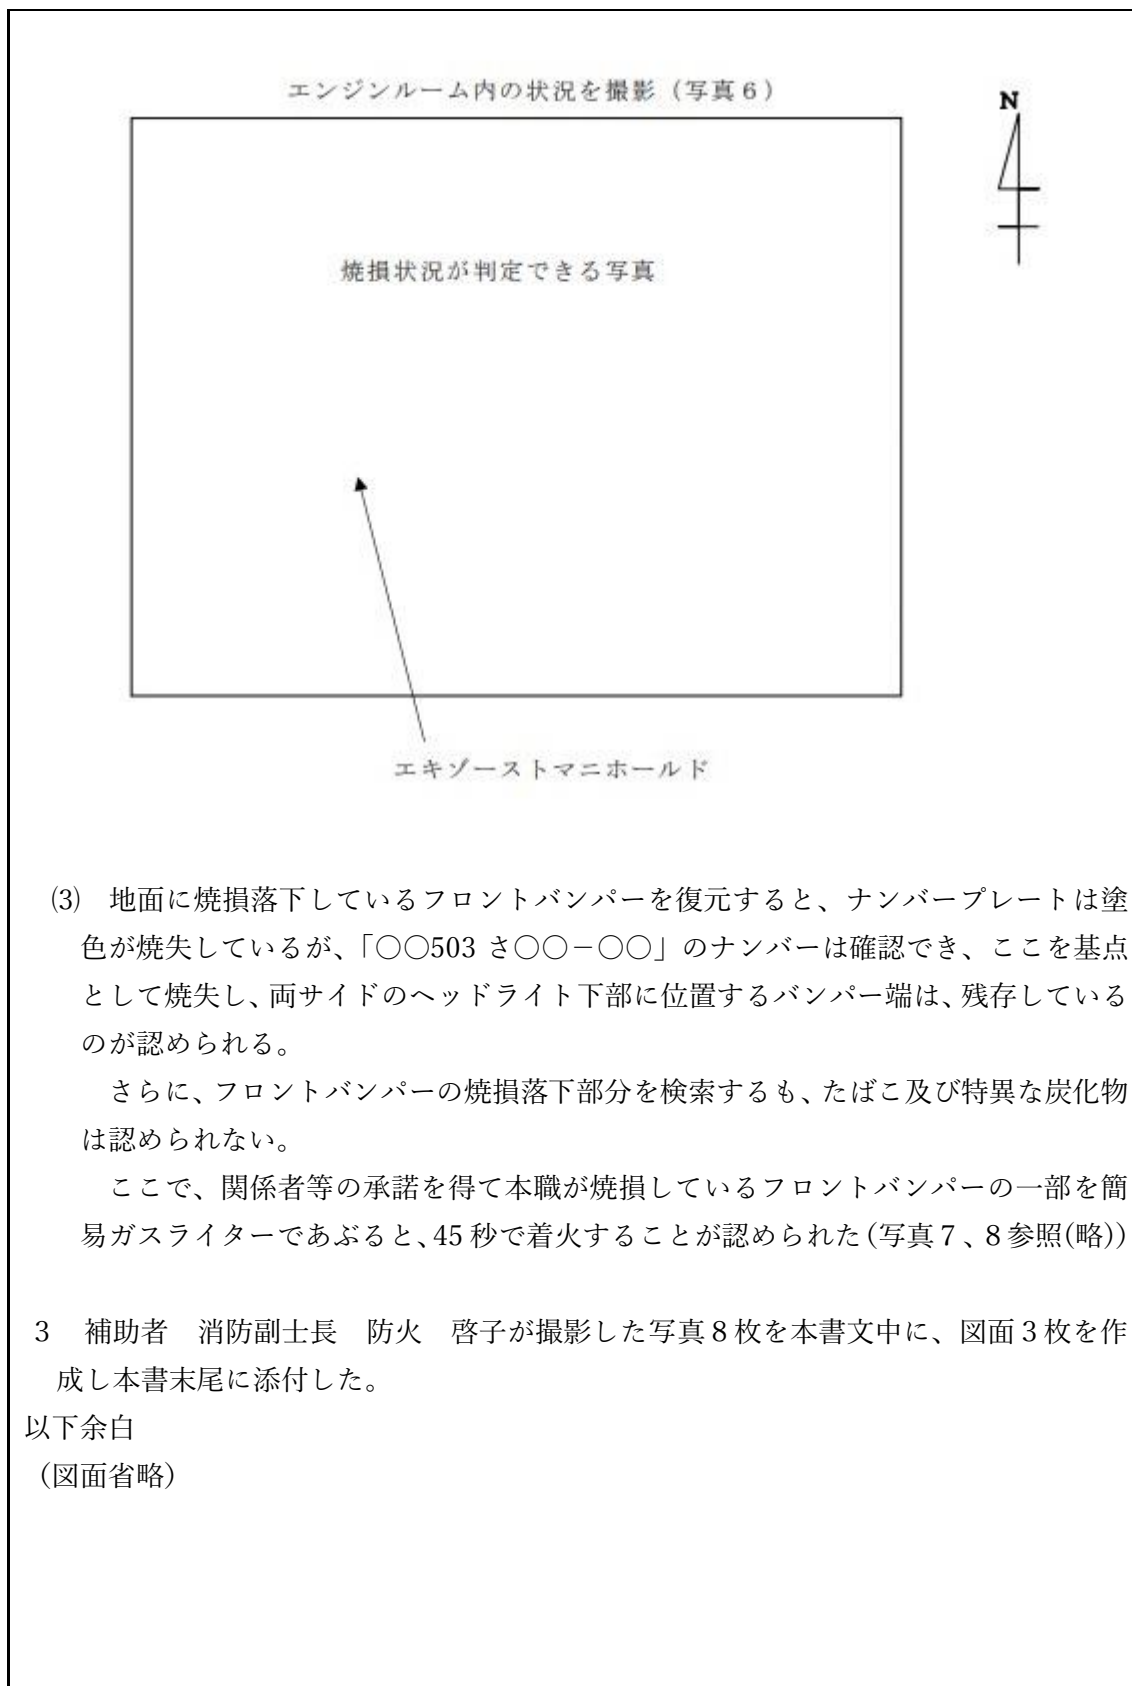 エンジンルーム内の状況を撮影（写真６）
N
焼損状況が判定できる写真
エキゾーストマニホールド
⑶　地面に焼損落下しているフロントバンパーを復元すると、ナンバープレートは塗
色が焼失しているが、「○○503 さ○○－○○」のナンバーは確認でき、ここを基点
として焼失し、両サイドのヘッドライト下部に位置するバンパー端は、残存している
のが認められる。
さらに、フロントバンパーの焼損落下部分を検索するも、たばこ及び特異な炭化物
は認められない。
ここで、関係者等の承諾を得て本職が焼損しているフロントバンパーの一部を簡
易ガスライターであぶると、45 秒で着火することが認められた（写真７、８参照(略)）
３　補助者　消防副士長　防火　啓子が撮影した写真８枚を本書文中に、図面３枚を作
成し本書末尾に添付した。
以下余白
（図面省略）